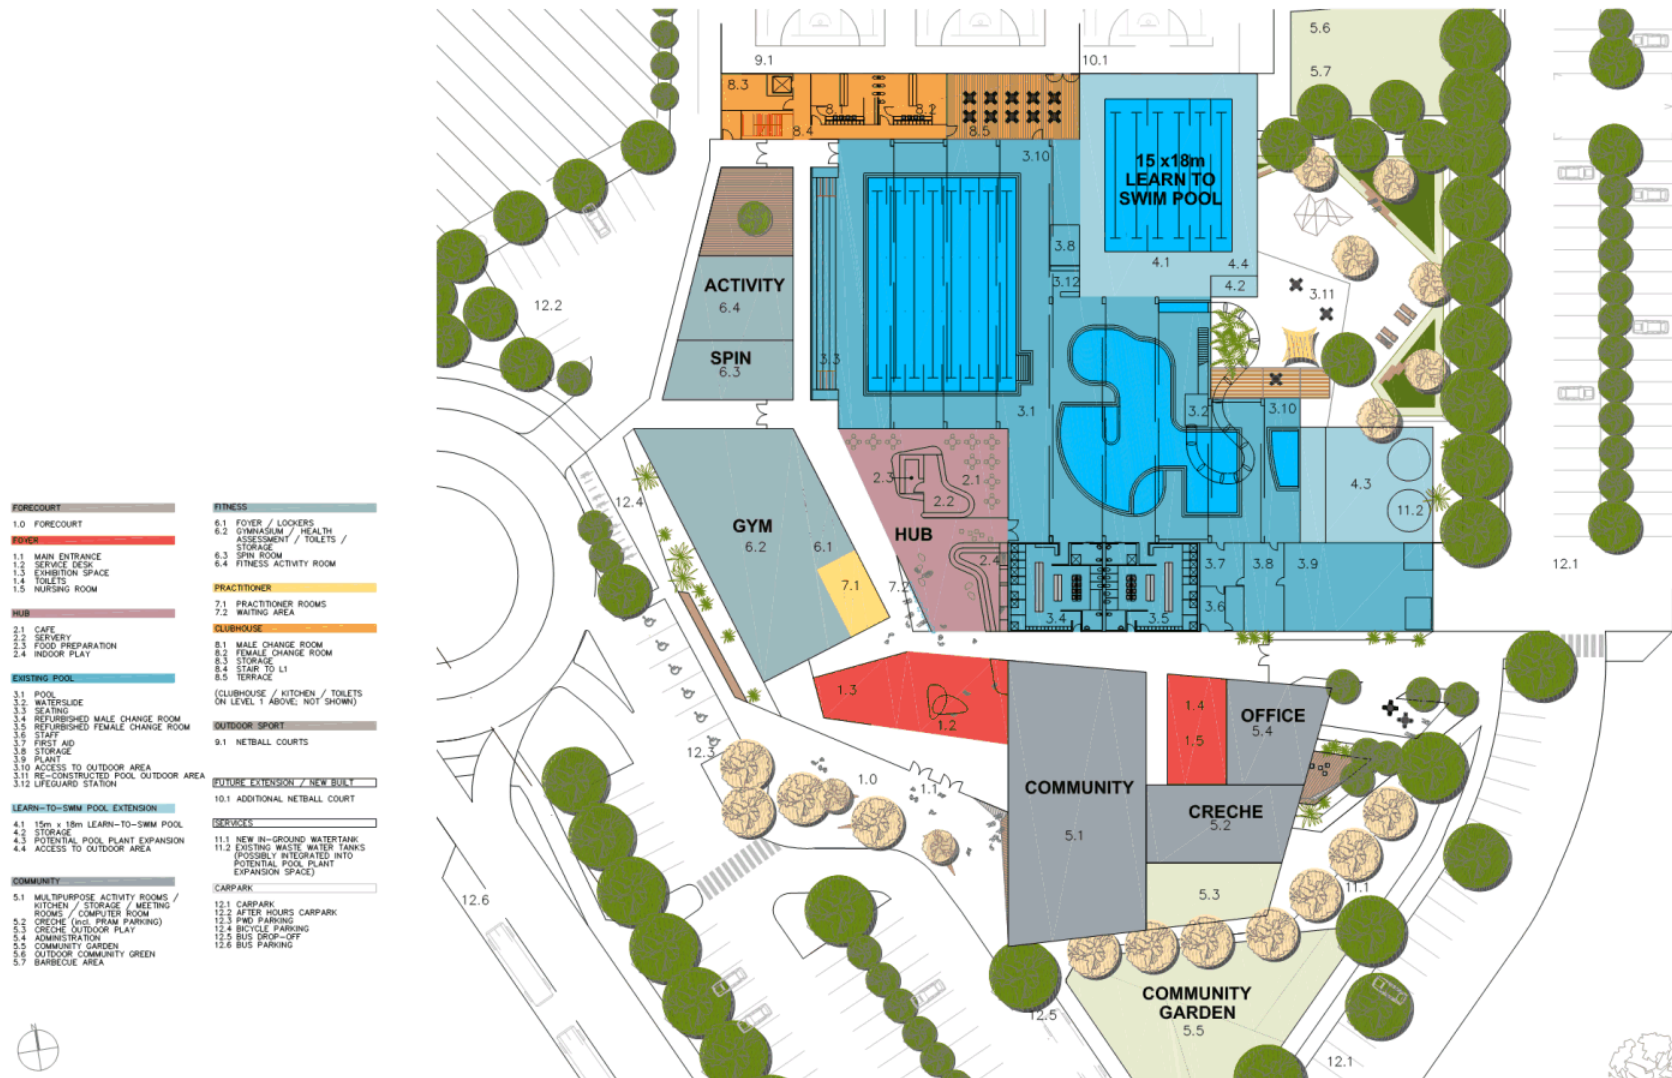 FORECOURT
1.0 FORECOURT
FOYER
1.1 MAIN ENTRANCE
1.2 SERVICE DESK
1.3 EXHIBITION SPACE
1.4 TOILETS
1.5 NURSING ROOM
HUB
2.1 CAFE
2.2 SERVERY
2.3 FOOD PREPARATION
2.4 INDOOR PLAY
EXISTING POOL
3.1 POOL
3.2. WATERSLIDE
3.3 SEATING
3.4 REFURBISHED MALE CHANGE ROOM
3.5 REFURBISHED FEMALE CHANGE ROOM
3.6 STAFF
3.7 FIRST AID
3.8 STORAGE
3.9 PLANT
3.10 ACCESS TO OUTDOOR AREA
3.11 RE-CONSTRUCTED POOL OUTDOOR AREA
3.12 LIFEGUARD STATION
LEARN-TO-SWIM POOL EXTENSION
4.1 15m x 18m LEARN-TO-SWIM POOL
4.2 STORAGE
4.3 POTENTIAL POOL PLANT EXPANSION
4.4 ACCESS TO OUTDOOR AREA
COMMUNITY
5.1 MULTIPURPOSE ACTIVITY ROOMS /
KITCHEN / STORAGE / MEETING
ROOMS / COMPUTER ROOM
5.2 CRECHE (incl. PRAM PARKING)
5.3 CRECHE OUTDOOR PLAY
5.4 ADMINISTRATION
5.5 COMMUNITY GARDEN
5.6 OUTDOOR COMMUNITY GREEN
5.7 BARBECUE AREA
FITNESS
6.1 FOYER / LOCKERS
6.2 GYMNASIUM / HEALTH
ASSESSMENT / TOILETS /
STORAGE
6.3 SPIN ROOM
6.4 FITNESS ACTIVITY ROOM
PRACTITIONER
7.1 PRACTITIONER ROOMS
7.2 WAITING AREA
CLUBHOUSE
8.1 MALE CHANGE ROOM
8.2 FEMALE CHANGE ROOM
8.3 STORAGE
8.4 STAIR TO L1
8.5 TERRACE
(CLUBHOUSE / KITCHEN / TOILETS
ON LEVEL 1 ABOVE; NOT SHOWN)
OUTDOOR SPORT
9.1 NETBALL COURTS
FUTURE EXTENSION / NEW BUILT
10.1 ADDITIONAL NETBALL COURT
SERVICES
11.1 NEW IN-GROUND WATERTANK
11.2 EXISTING WASTE WATER TANKS
(POSSIBLY INTEGRATED INTO
POTENTIAL POOL PLANT
EXPANSION SPACE)
CARPARK
12.1 CARPARK
12.2 AFTER HOURS CARPARK
12.3 PWD PARKING
12.4 BICYCLE PARKING
12.5 BUS DROP-OFF
12.6 BUS PARKING
N
5.6
9.1
10.1
5.7
8.3
8.1
8.2
8.4
8.5
3.10
15 x18m
LEARN TO
SWIM POOL
3.8
4.1
4.4
3.12
4.2
3.11
ACTIVITY
6.4
12.2
SPIN
6.3
3.3
3.1
3.2
3.10
2.3
2.1
2.2
4.3
12.4
11.2
GYM
6.2
6.1
HUB
2.4
3.7
3.8
3.9
12.1
7.1
7.2
3.6
3.4
3.5
1.3
1.2
1.4
1.5
OFFICE
5.4
12.3
1.0
1.1
COMMUNITY
5.1
CRECHE
5.2
5.3
11.1
12.6
COMMUNITY
GARDEN
5.5
12.5
12.1